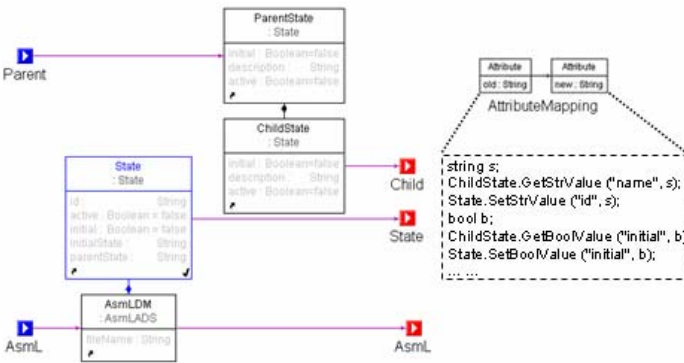 ParentState
: State
initial : Boolean=false
description : String
active : Boolean=false
Parent
ChildState
: State
initial : Boolean=false
description : String
active : Boolean=false
Child
State
: State
id : String
active : Boolean = false
initial : Boolean = false
initialState : String
parentState : String
State
AsmLDM
: AsmLADS
fileName : String
AsmL
AsmL
Attribute
old : String
Attribute
new : String
AttributeMapping
string s;
ChildState.GetStrValue ("name", s);
State.SetStrValue ("id", s);
bool b;
ChildState.GetBoolValue ("initial", b)
State.SetBoolValue ("initial", b);
... ...